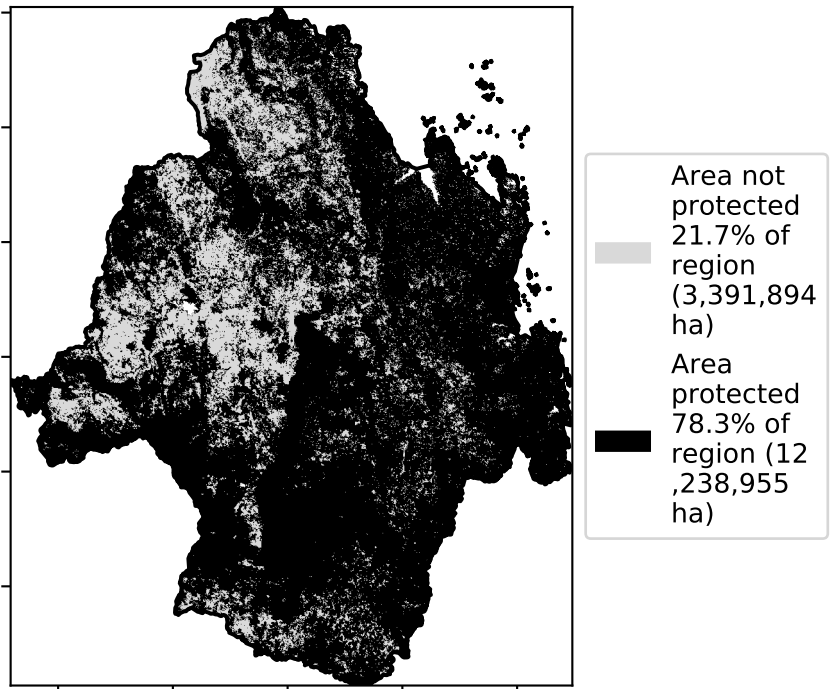 Area not
protected
21.7% of
region
(3,391,894
ha)
Area
protected
78.3% of
region (12
,238,955
ha)